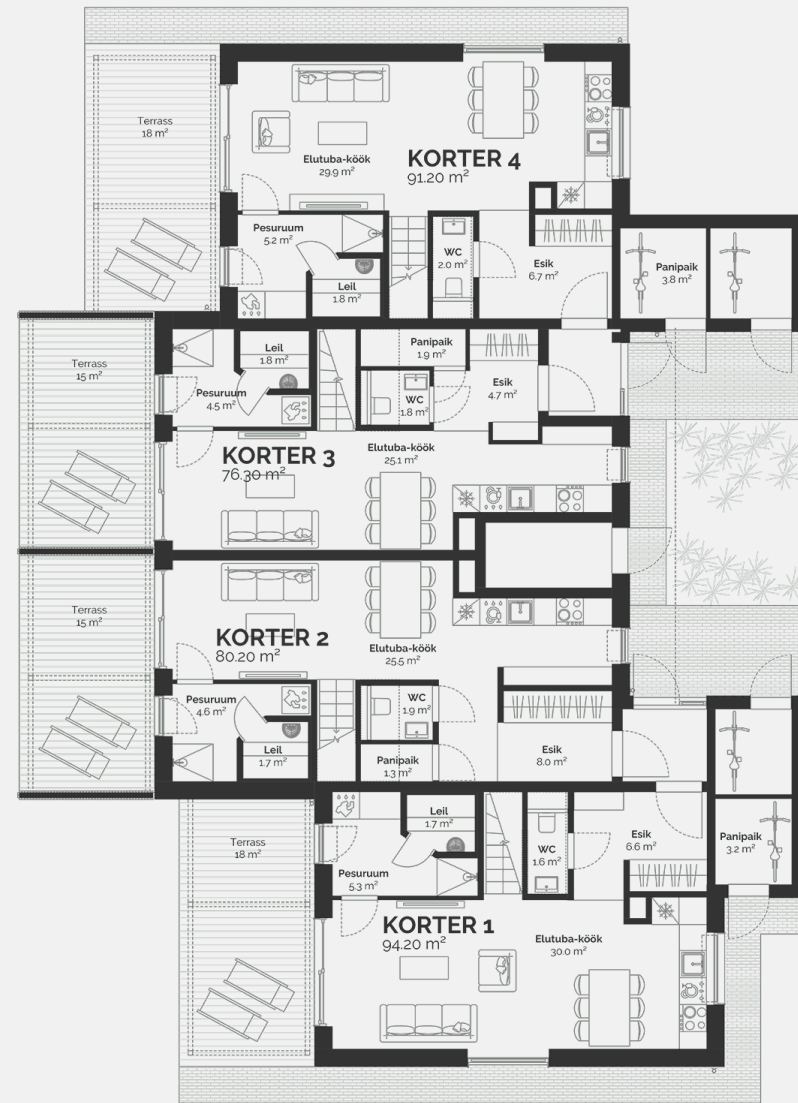 Terrass
18 m²
Elutuba-köök
29.9 m²
KORTER 4
91.20 m²
Pesuruum
5.2 m²
Leil
1.8 m²
WC
2.0 m²
Esik
6.7 m²
Panipaik
3.8 m²
Terrass
15 m²
Leil
1.8 m²
Pesuruum
4.5 m²
Panipaik
1.9 m²
WC
1.8 m²
Esik
4.7 m²
KORTER 3
76.30 m²
Elutuba-köök
25.1 m²
Terrass
15 m²
KORTER 2
80.20 m²
Elutuba-köök
25.5 m²
Pesuruum
4.6 m²
Leil
1.7 m²
WC
1.9 m²
Panipaik
1.3 m²
Esik
8.0 m²
Terrass
18 m²
Leil
1.7 m²
Pesuruum
5.3 m²
WC
1.6 m²
Esik
6.6 m²
Panipaik
3.2 m²
KORTER 1
94.20 m²
Elutuba-köök
30.0 m²